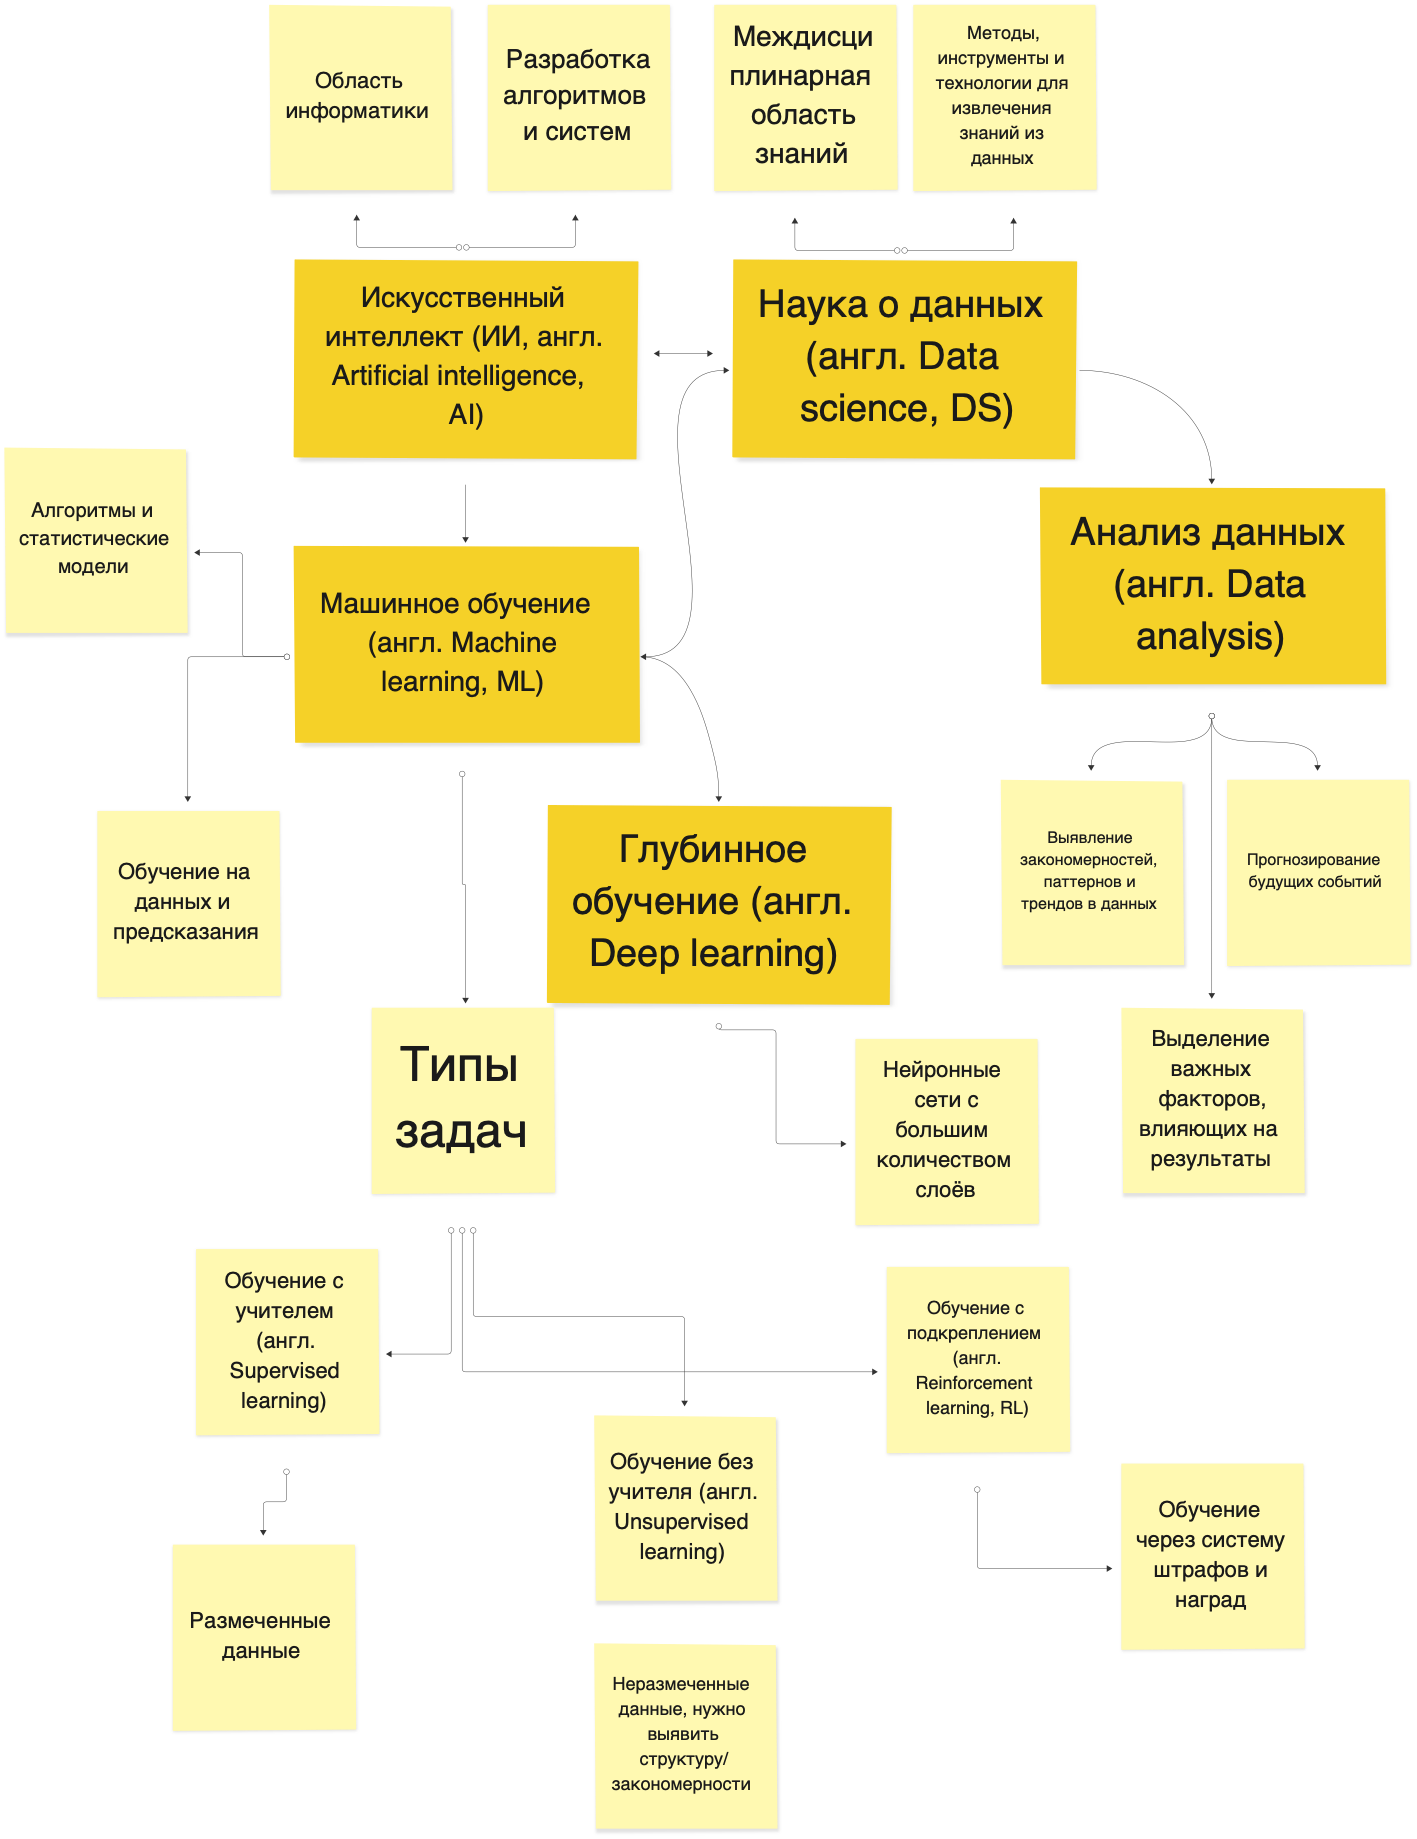 Область
информатики
Разработка
алгоритмов
и систем
Междисци
плинарная
область
знаний
Методы,
инструменты и
технологии для
извлечения
знаний из
данных
Искусственный
интеллект (ИИ, англ.
Artificial intelligence,
AI)
Наука о данных
(англ. Data
science, DS)
Алгоритмы и
статистические
модели
Машинное обучение
(англ. Machine
learning, ML)
Анализ данных
(англ. Data
analysis)
Обучение на
данных и
предсказания
Глубинное
обучение (англ.
Deep learning)
Выявление
закономерностей,
паттернов и
трендов в данных
Прогнозирование
будущих событий
Типы
задач
Нейронные
сети с
большим
количеством
слоёв
Выделение
важных
факторов,
влияющих на
результаты
Обучение с
учителем
(англ.
Supervised
learning)
Обучение без
учителя (англ.
Unsupervised
learning)
Обучение с
подкреплением
(англ.
Reinforcement
learning, RL)
Обучение
через систему
штрафов и
наград
Размеченные
данные
Неразмеченные
данные, нужно
выявить
структуру/
закономерности